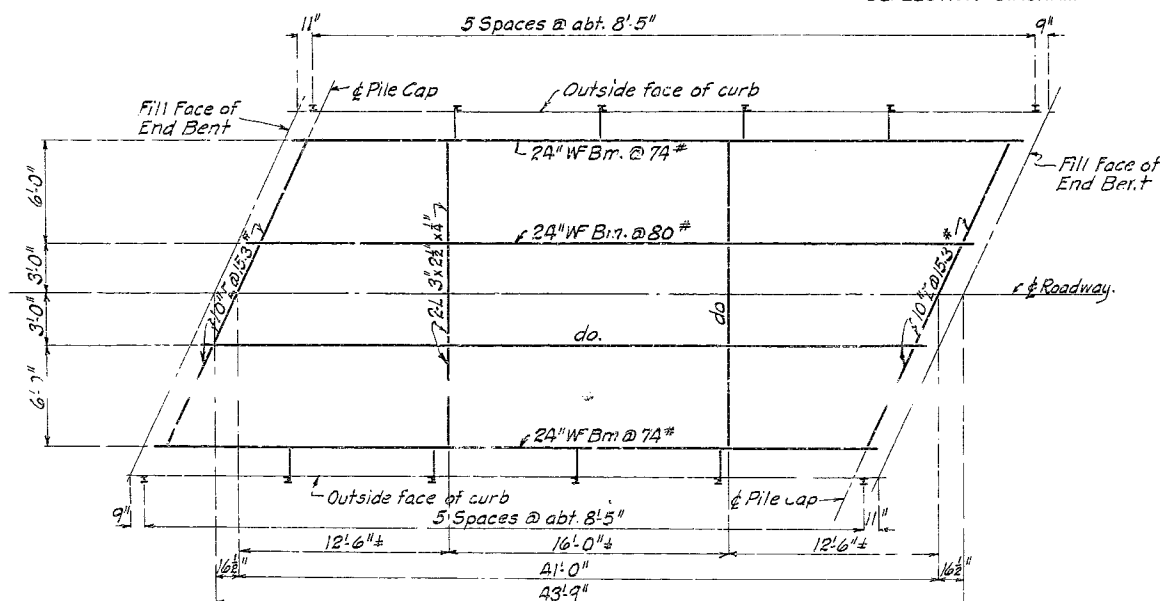 11" 5 Spaces @ abt. 8'-5" 9"
₵ Pile Cap
Outside face of curb
Fill Face of
End Bent
24" WF Bm. @ 74#
Fill Face of
End Bent
6'-0"
24" WF Bm. @ 80#
3'-0"
10" @ 15.3#
2-L 3" x 2½" x ¼"
do
10" @ 15.3#
₵ Roadway.
3'-0"
do.
6'-0"
24" WF Bm @ 74#
Outside face of curb
₵ Pile cap
9" 5 Spaces @ abt. 8'-5" 11"
12'-6"± 16'-0"± 12'-6"±
16½" 41'-0" 16½"
43'-9"